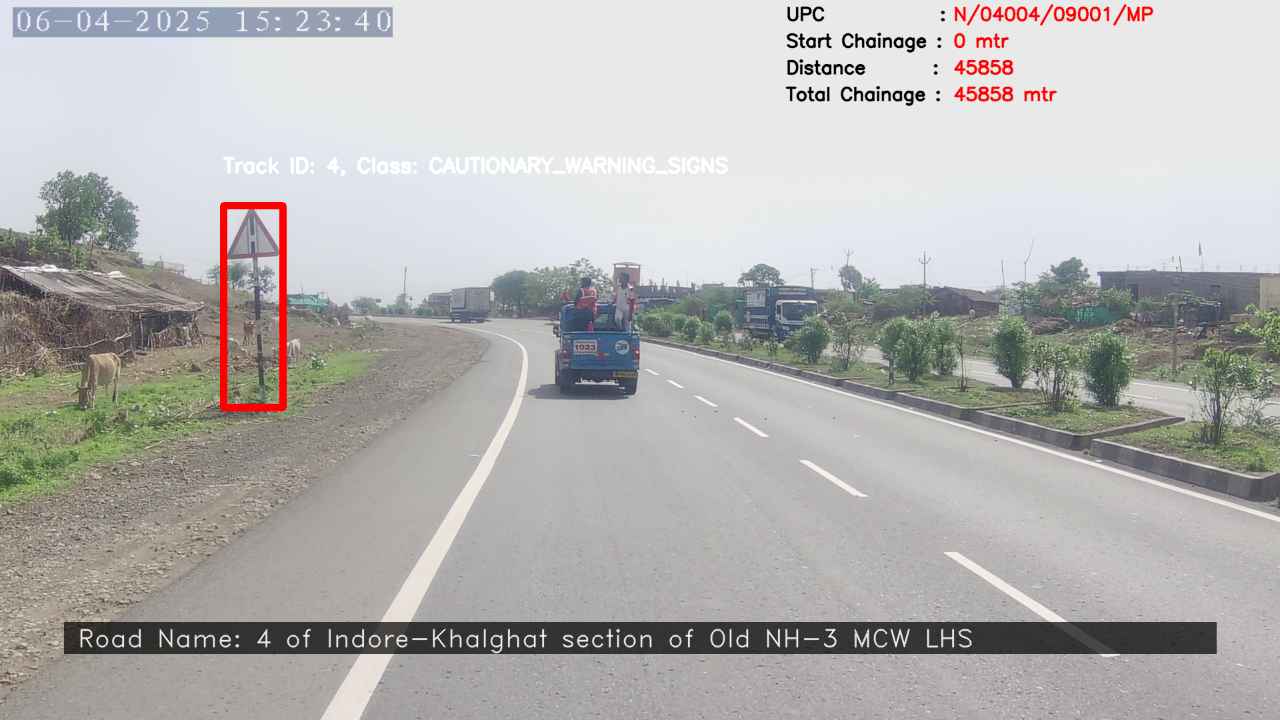 06-04-2025 15:23:40
UPC : N/04004/09001/MP
Start Chainage : 0 mtr
Distance : 45858
Total Chainage : 45858 mtr
Track ID: 4, Class: CAUTIONARY_WARNING_SIGNS
1033
Road Name: 4 of Indore-Khalghat section of Old NH-3 MCW LHS